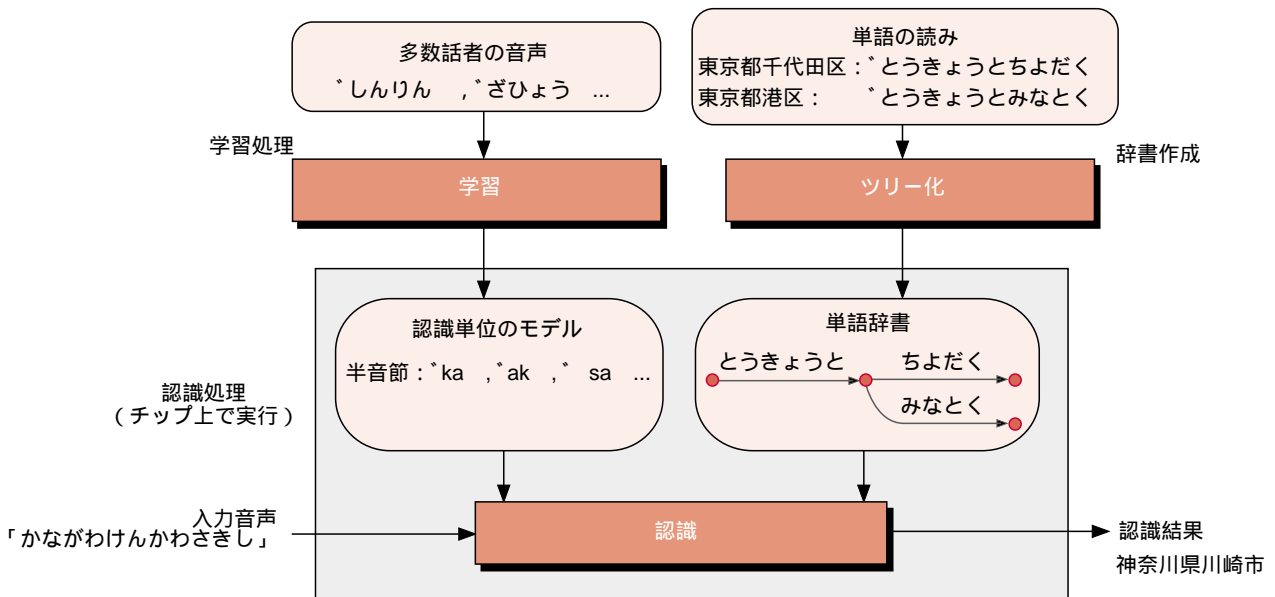 多数話者の音声
゛しんりん ,゛ざひょう ...
単語の読み
東京都千代田区:゛とうきょうとちよだく
東京都港区: ゛とうきょうとみなとく
学習処理
学習
ツリー化
辞書作成
認識単位のモデル
半音節:゛ka ,゛ak ,゛ sa ...
単語辞書
とうきょうと
ちよだく
みなとく
認識処理
(チップ上で実行)
入力音声
「かながわけんかわさきし」
認識
認識結果
神奈川県川崎市